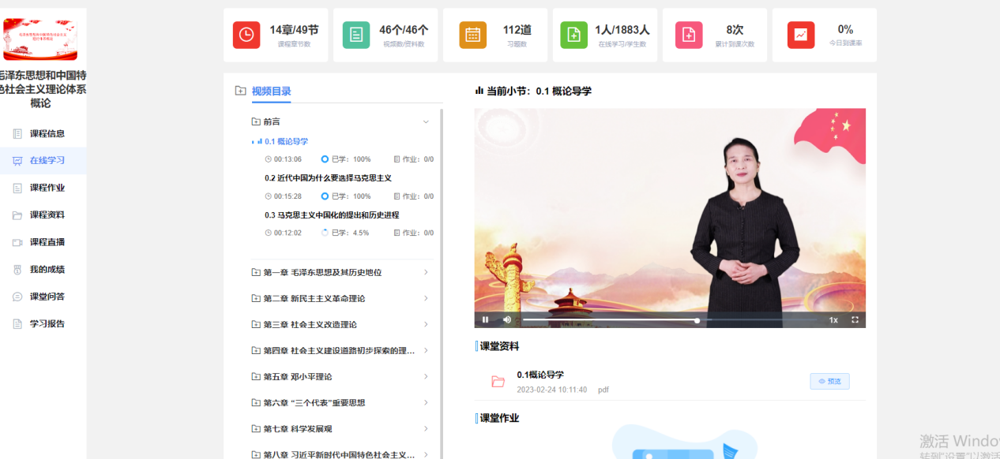 毛泽东思想和中国特
色社会主义理论体系
概论
课程信息
在线学习
课程作业
课程资料
课程直播
我的成绩
课堂问答
学习报告
14章/49节
课程章节数
46个/46个
视频数/资料数
112道
习题数
1人/1883人
在线学习/学生数
8次
累计到课次数
0%
今日到课率
视频目录
前言
0.1 概论导学
00:13:06 已学：100% 作业：0/0
0.2 近代中国为什么要选择马克思主义
00:15:28 已学：100% 作业：0/0
0.3 马克思主义中国化的提出和历史进程
00:12:02 已学：4.5% 作业：0/0
第一章 毛泽东思想及其历史地位
第二章 新民主主义革命理论
第三章 社会主义改造理论
第四章 社会主义建设道路初步探索的理...
第五章 邓小平理论
第六章 “三个代表”重要思想
第七章 科学发展观
第八章 习近平新时代中国特色社会主义...
当前小节：0.1 概论导学
1x
课堂资料
0.1概论导学
2023-02-24 10:11:40 pdf
预览
课堂作业
激活 Windo
转到"设置"以激活